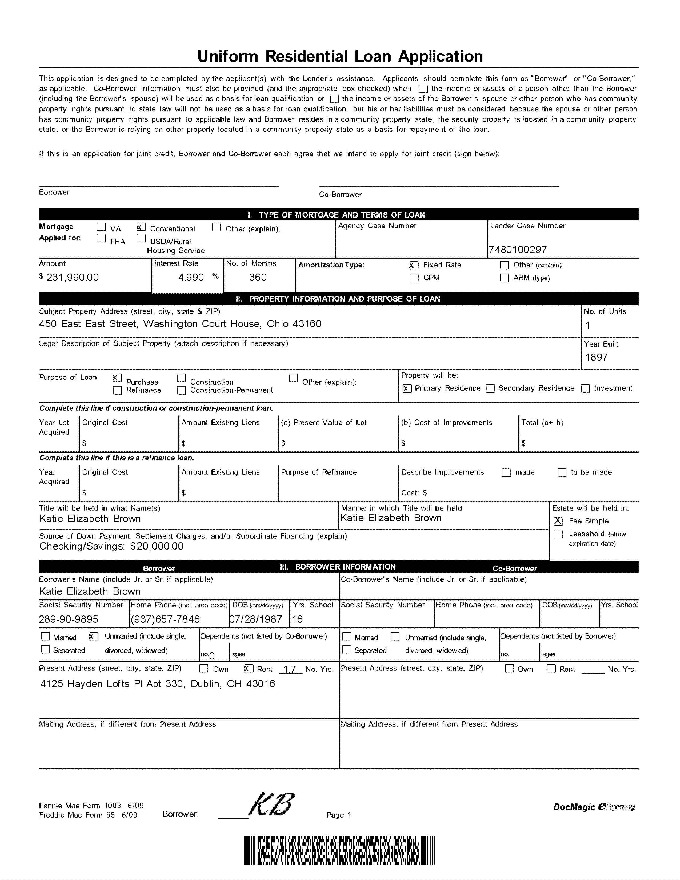 Uniform Residential Loan Application
This application is designed to be completed by the applicant(s) with the Lender's assistance. Applicants should complete this form as "Borrower" or "Co-Borrower,"
as applicable. Co-Borrower information must also be provided (and the appropriate box checked) when the income or assets of a person other than the Borrower
(including the Borrower's spouse) will be used as a basis for loan qualification or the income or assets of the Borrower's spouse or other person who has community
property rights pursuant to state law will not be used as a basis for loan qualification, but his or her liabilities must be considered because the spouse or other person
has community property rights pursuant to applicable law and Borrower resides in a community property state, the security property is located in a community property
state, or the Borrower is relying on other property located in a community property state as a basis for repayment of the loan.
If this is an application for joint credit, Borrower and Co-Borrower each agree that we intend to apply for joint credit (sign below):
Borrower Co-Borrower
I. TYPE OF MORTGAGE AND TERMS OF LOAN
Mortgage VA X Conventional Other (explain): Agency Case Number Lender Case Number
Applied for: FHA USDA/Rural
Housing Service 7480100297
Amount Interest Rate No. of Months Amortization Type: X Fixed Rate Other (explain):
$ 231,990.00 4.990 % 360 GPM ARM (type):
II. PROPERTY INFORMATION AND PURPOSE OF LOAN
Subject Property Address (street, city, state & ZIP) No. of Units
450 East East Street, Washington Court House, Ohio 43160 1
Legal Description of Subject Property (attach description if necessary) Year Built
1897
Purpose of Loan X Purchase Construction Other (explain): Property will be:
Refinance Construction-Permanent X Primary Residence Secondary Residence Investment
Complete this line if construction or construction-permanent loan.
Year Lot Original Cost Amount Existing Liens (a) Present Value of Lot (b) Cost of Improvements Total (a+ b)
Acquired
$ $ $ $ $
Complete this line if this is a refinance loan.
Year Original Cost Amount Existing Liens Purpose of Refinance Describe Improvements made to be made
Acquired
$ $ Cost: $
Title will be held in what Name(s) Manner in which Title will be held Estate will be held in:
Katie Elizabeth Brown Katie Elizabeth Brown X Fee Simple
Source of Down Payment, Settlement Charges, and/or Subordinate Financing (explain) Leasehold (show
Checking/Savings: $20,000.00 expiration date)
Borrower III. BORROWER INFORMATION Co-Borrower
Borrower's Name (include Jr. or Sr. if applicable) Co-Borrower's Name (include Jr. or Sr. if applicable)
Katie Elizabeth Brown
Social Security Number Home Phone (incl. area code) DOB (mm/dd/yyyy) Yrs. School Social Security Number Home Phone (incl. area code) DOB (mm/dd/yyyy) Yrs. School
289-90-9895 (937)657-7846 07/28/1987 16
Married X Unmarried (include single, Dependents (not listed by Co-Borrower) Married Unmarried (include single, Dependents (not listed by Borrower)
Separated divorced, widowed) no. 0 ages Separated divorced, widowed) no. ages
Present Address (street, city, state, ZIP) Own X Rent 1.7 No. Yrs. Present Address (street, city, state, ZIP) Own Rent No. Yrs.
4125 Hayden Lofts Pl Apt 330, Dublin, OH 43016
Mailing Address, if different from Present Address Mailing Address, if different from Present Address
Fannie Mae Form 1003 6/09
Freddie Mac Form 65 6/09 Borrower KB Page 1 DocMagic